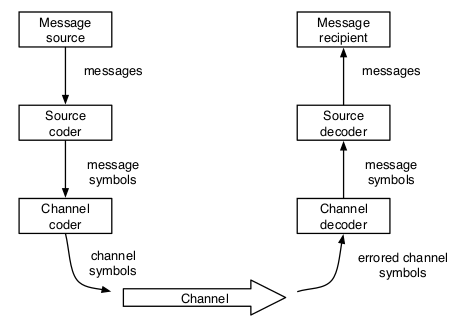 Message
source
messages
Source
coder
message
symbols
Channel
coder
channel
symbols
Channel
errored channel
symbols
Channel
decoder
message
symbols
Source
decoder
messages
Message
recipient